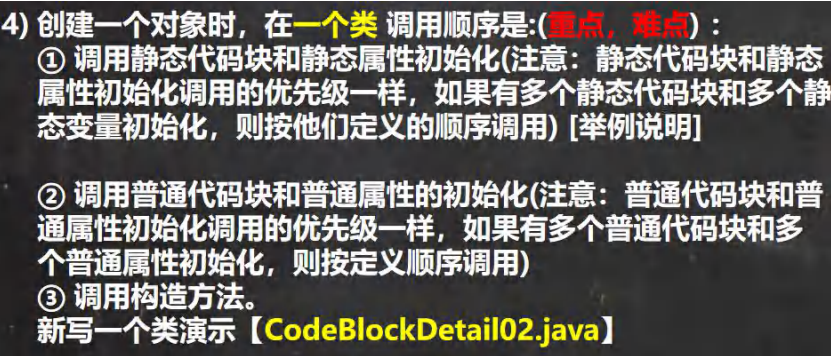 4) 创建一个对象时，在一个类 调用顺序是:(重点，难点)：
① 调用静态代码块和静态属性初始化(注意：静态代码块和静态
属性初始化调用的优先级一样，如果有多个静态代码块和多个静
态变量初始化，则按他们定义的顺序调用) [举例说明]
② 调用普通代码块和普通属性的初始化(注意：普通代码块和普
通属性初始化调用的优先级一样，如果有多个普通代码块和多
个普通属性初始化，则按定义顺序调用)
③ 调用构造方法。
新写一个类演示【CodeBlockDetail02.java】